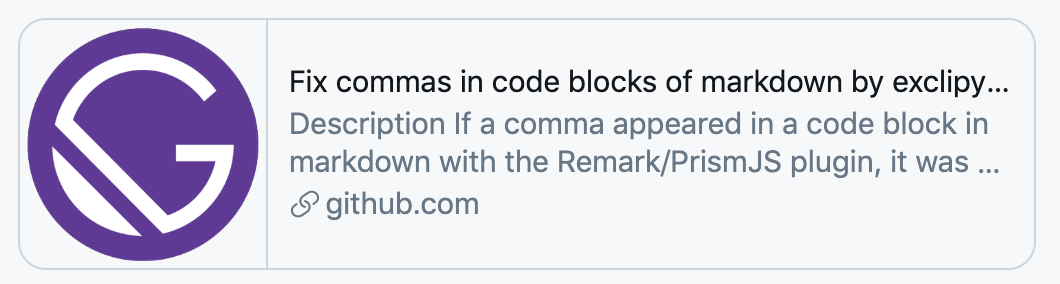 Fix commas in code blocks of markdown by exclipy...
Description If a comma appeared in a code block in
markdown with the Remark/PrismJS plugin, it was ...
github.com